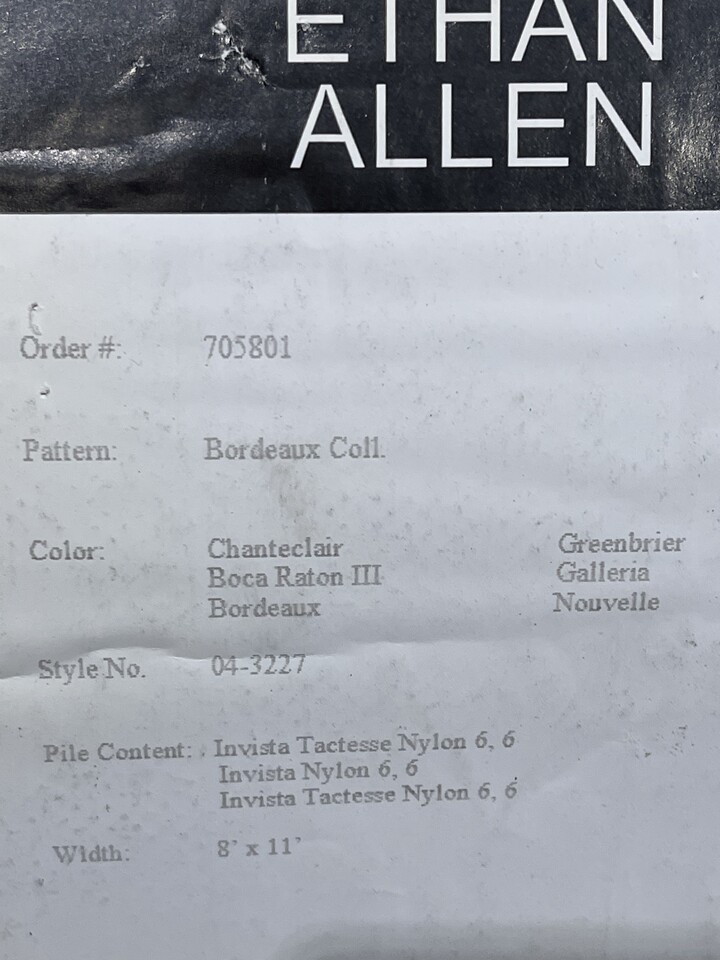 ETHAN
ALLEN
Order #: 705801
Pattern: Bordeaux Coll.
Color: Chanteclair Greenbrier
Boca Raton III Galleria
Bordeaux Nouvelle
Style No. 04-3227
Pile Content: . Invista Tactesse Nylon 6, 6
Invista Nylon 6, 6
Invista Tactesse Nylon 6, 6
Width: 8' x 11'